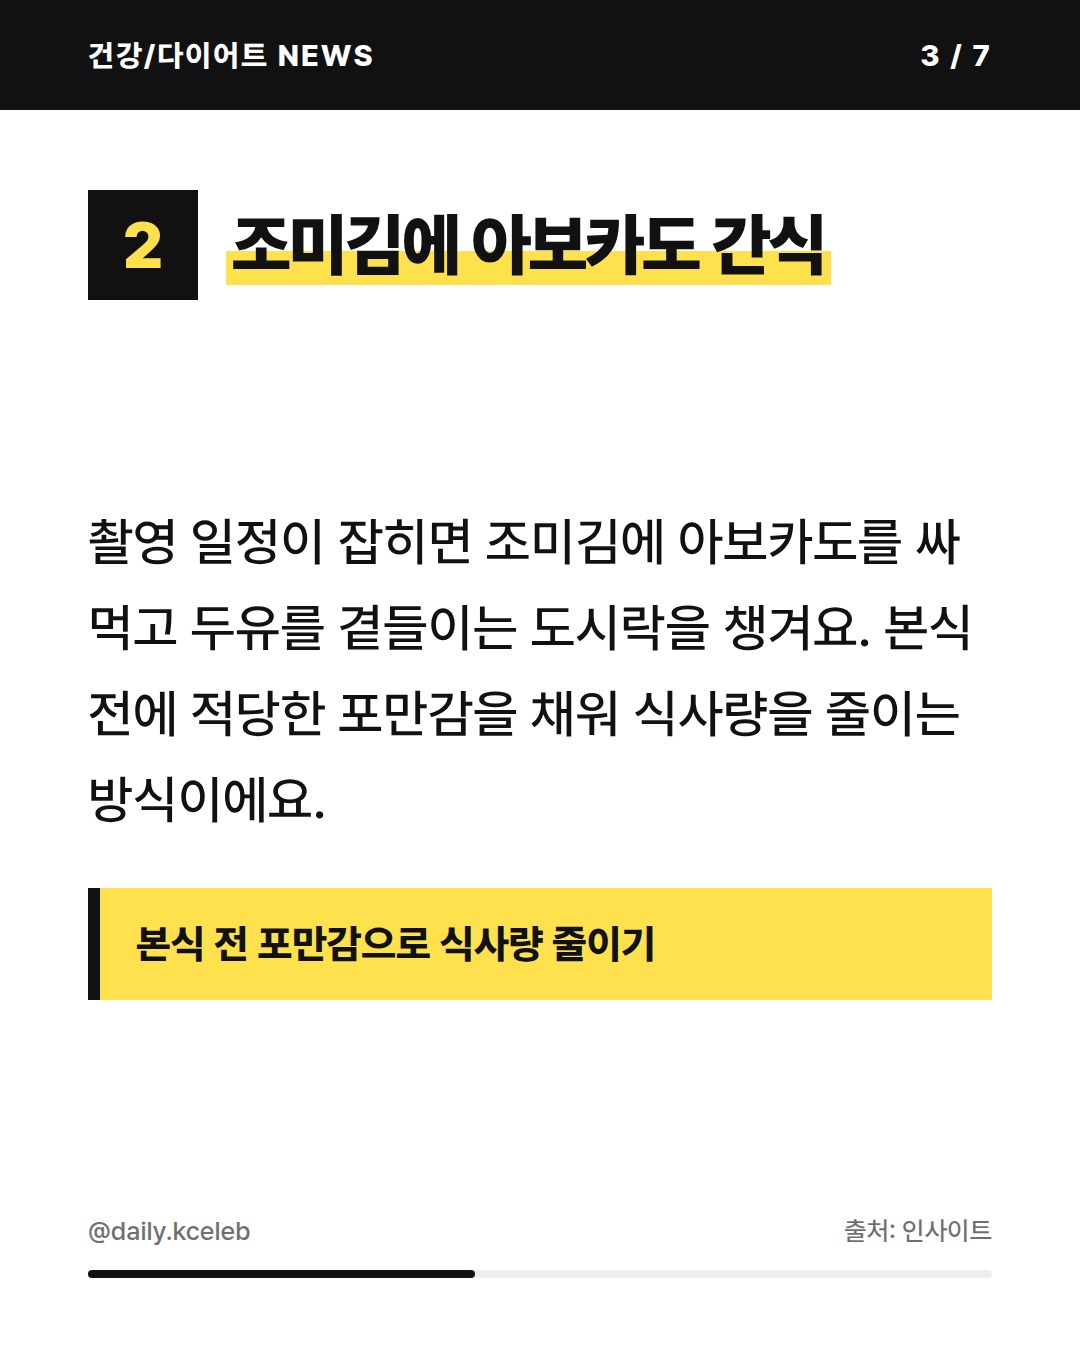 건강/다이어트 NEWS
3 / 7
2
조미김에 아보카도 간식
촬영 일정이 잡히면 조미김에 아보카도를 싸
먹고 두유를 곁들이는 도시락을 챙겨요. 본식
전에 적당한 포만감을 채워 식사량을 줄이는
방식이에요.
본식 전 포만감으로 식사량 줄이기
@daily.kceleb
출처: 인사이트